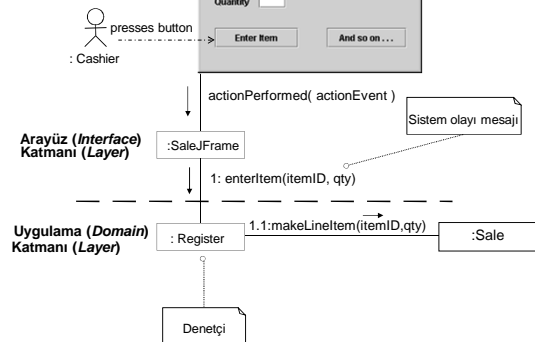 Quantity
presses button
Enter Item
And so on . . .
: Cashier
actionPerformed( actionEvent )
Sistem olayı mesajı
Arayüz (Interface)
Katmanı (Layer)
:SaleJFrame
1: enterItem(itemID, qty)
Uygulama (Domain)
Katmanı (Layer)
: Register
1.1:makeLineItem(itemID,qty)
:Sale
Denetçi